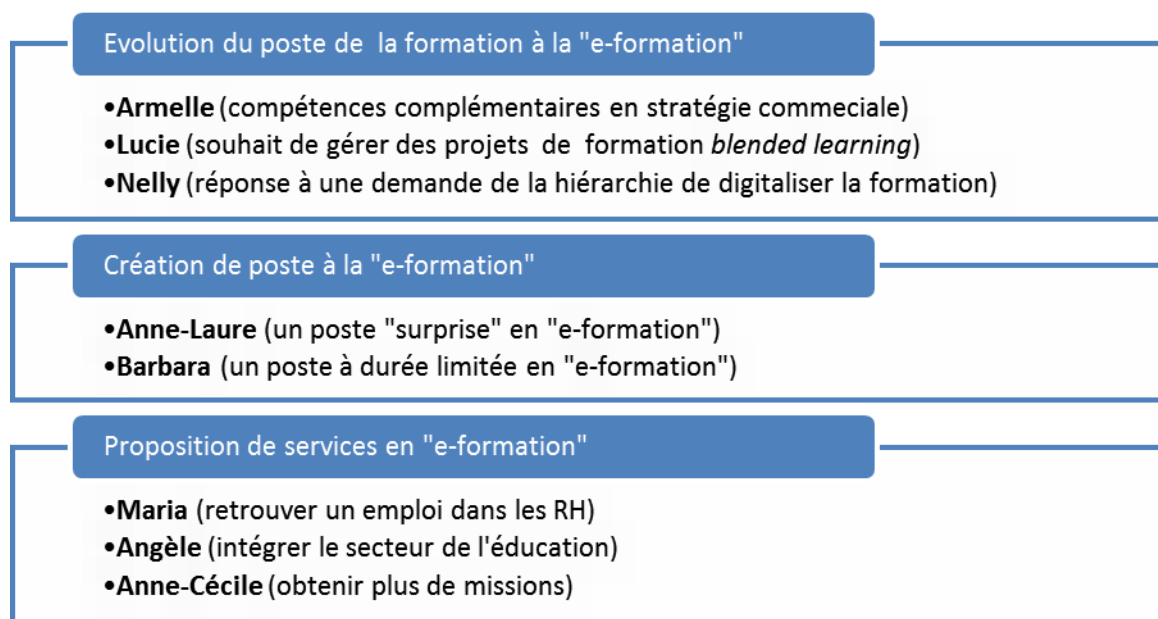 Evolution du poste de la formation à la "e-formation"
•Armelle (compétences complémentaires en stratégie commeciale)
•Lucie (souhait de gérer des projets de formation blended learning)
•Nelly (réponse à une demande de la hiérarchie de digitaliser la formation)
Création de poste à la "e-formation"
•Anne-Laure (un poste "surprise" en "e-formation")
•Barbara (un poste à durée limitée en "e-formation")
Proposition de services en "e-formation"
•Maria (retrouver un emploi dans les RH)
•Angèle (intégrer le secteur de l'éducation)
•Anne-Cécile (obtenir plus de missions)